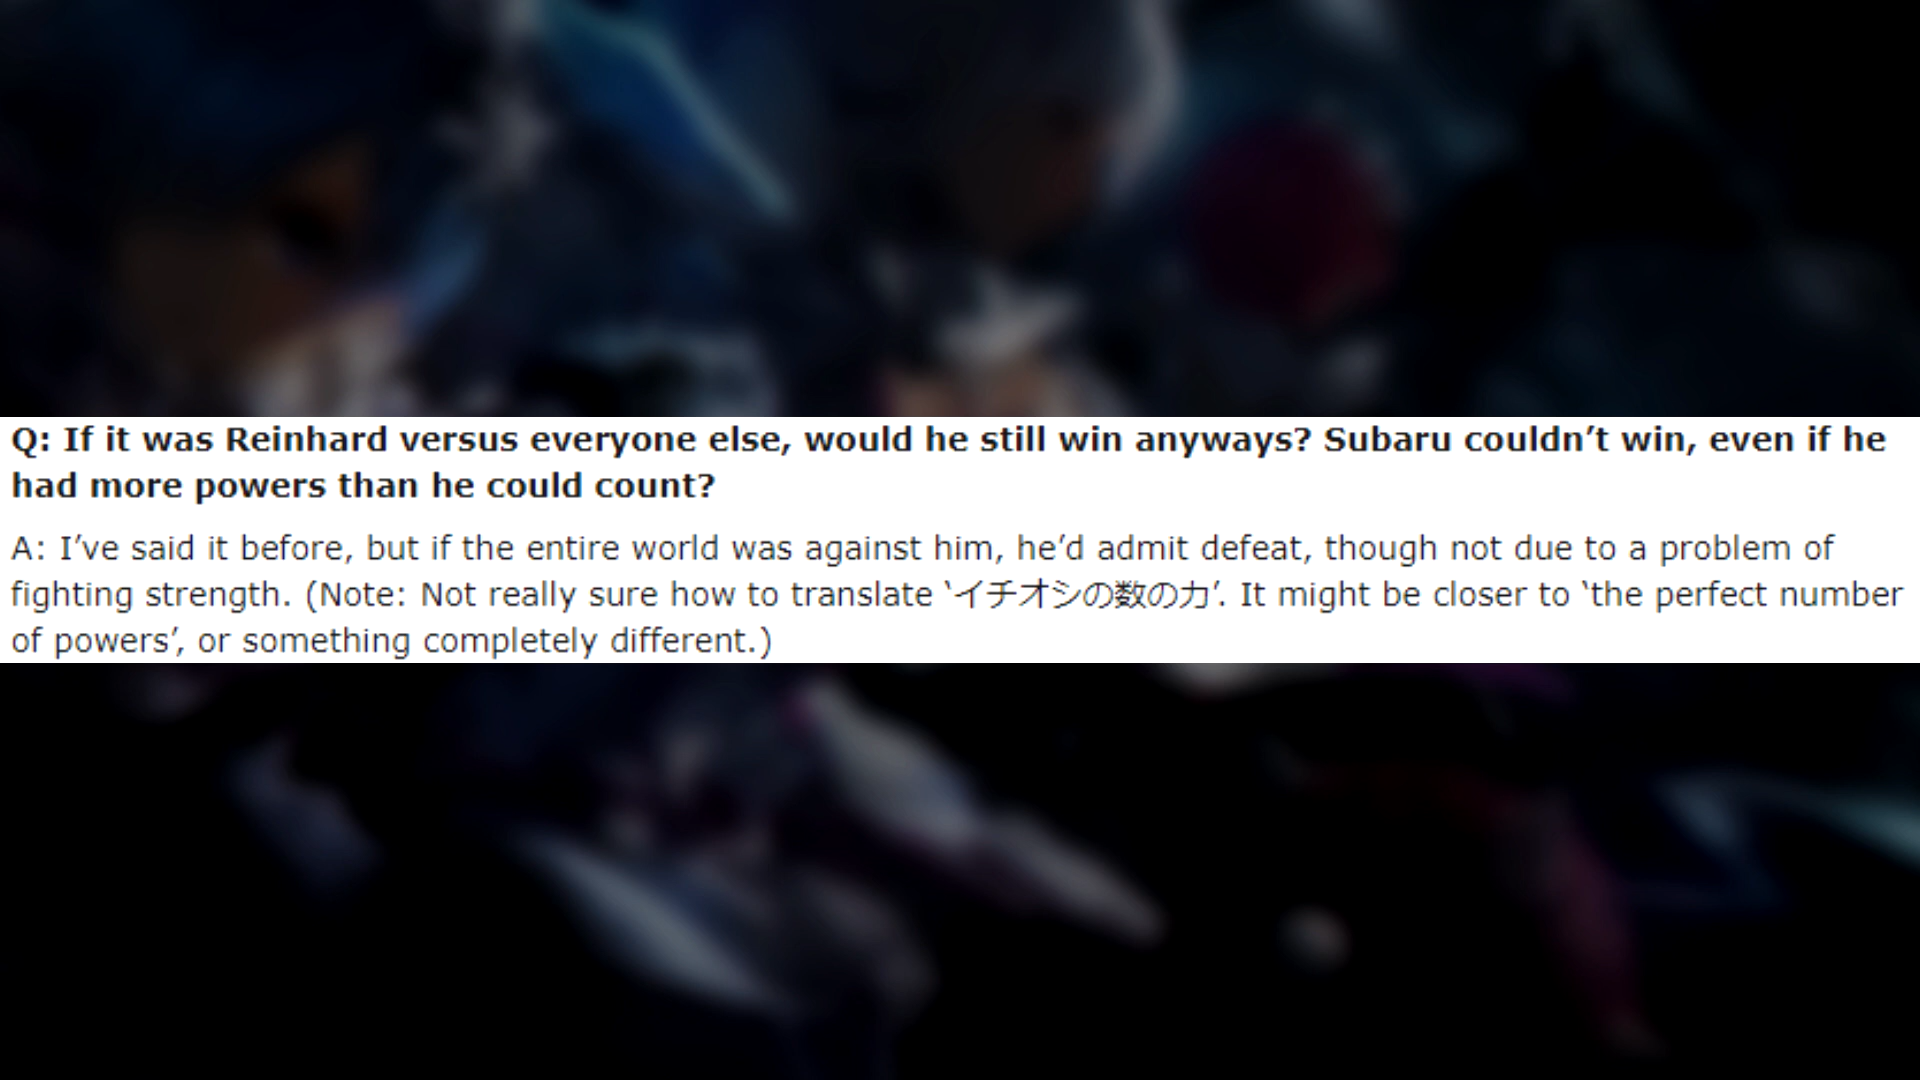 Q: If it was Reinhard versus everyone else, would he still win anyways? Subaru couldn’t win, even if he
had more powers than he could count?
A: I’ve said it before, but if the entire world was against him, he’d admit defeat, though not due to a problem of
fighting strength. (Note: Not really sure how to translate ‘イチオシの数の力’. It might be closer to ‘the perfect number
of powers’, or something completely different.)